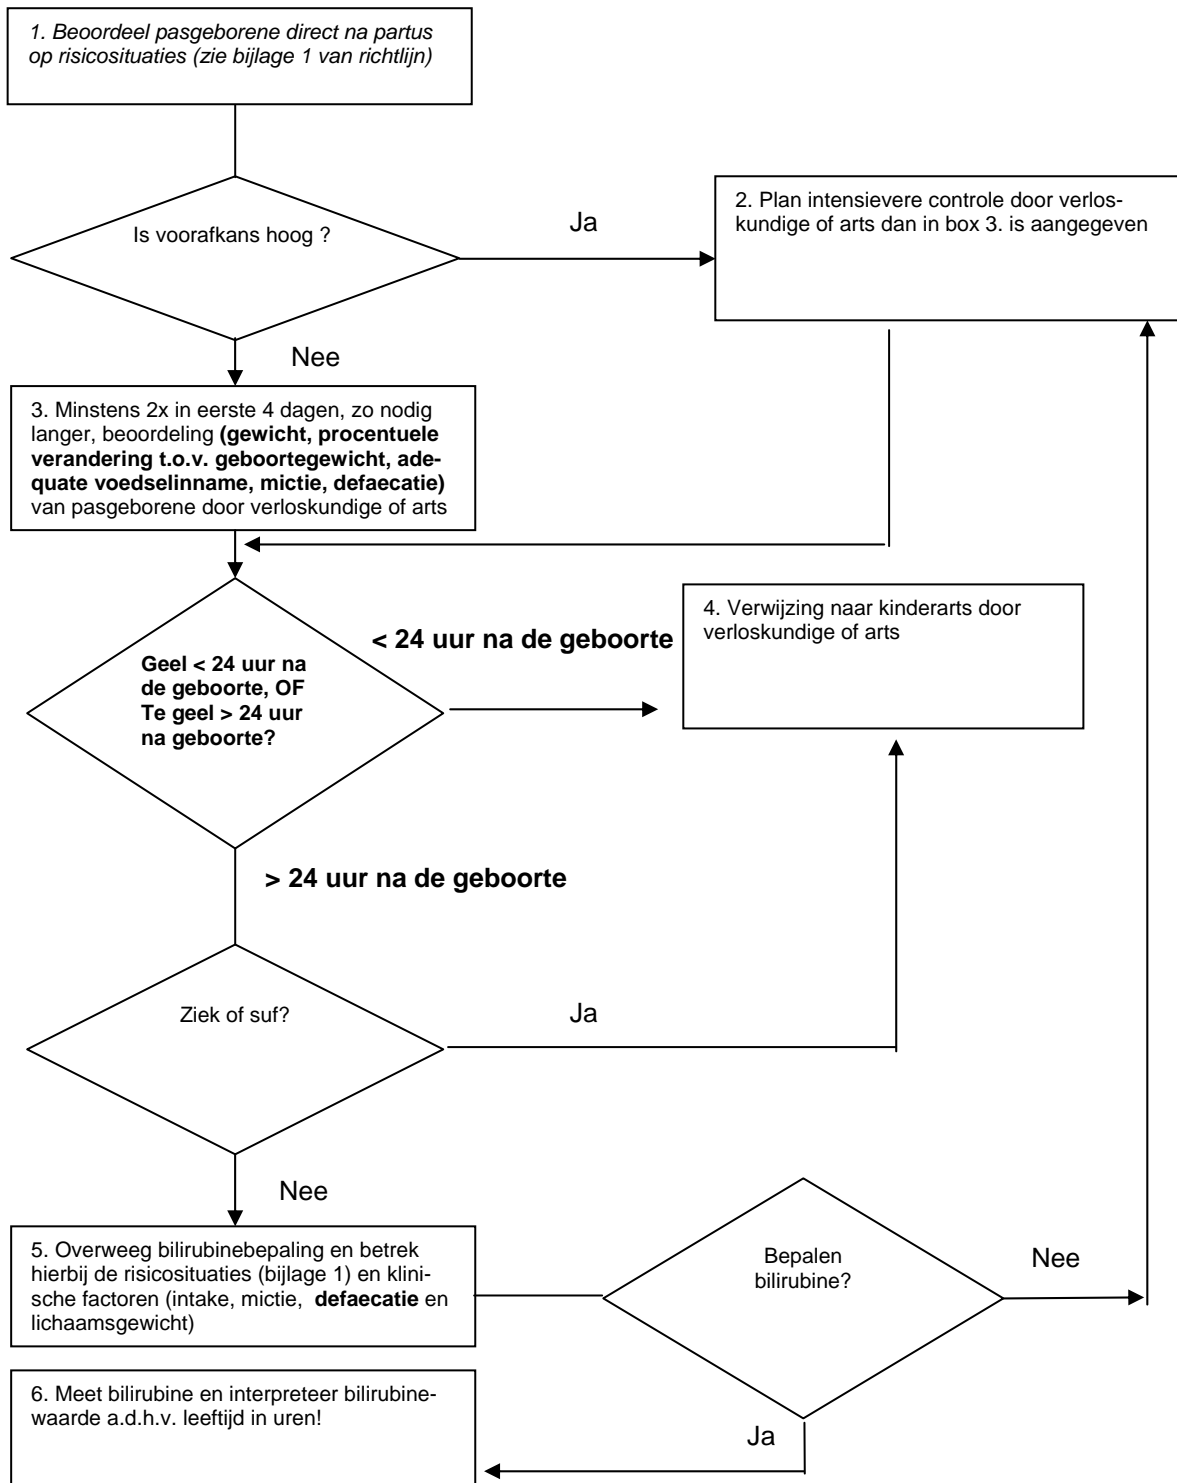 1. Beoordeel pasgeborene direct na partus
op risicosituaties (zie bijlage 1 van richtlijn)
Is voorafkans hoog ?
Ja
2. Plan intensievere controle door verlos-
kundige of arts dan in box 3. is aangegeven
Nee
3. Minstens 2x in eerste 4 dagen, zo nodig
langer, beoordeling (gewicht, procentuele
verandering t.o.v. geboortegewicht, ade-
quate voedselinname, mictie, defaecatie)
van pasgeborene door verloskundige of arts
Geel < 24 uur na
de geboorte, OF
Te geel > 24 uur
na geboorte?
< 24 uur na de geboorte
4. Verwijzing naar kinderarts door
verloskundige of arts
> 24 uur na de geboorte
Ziek of suf?
Ja
Nee
5. Overweeg bilirubinebepaling en betrek
hierbij de risicosituaties (bijlage 1) en klini-
sche factoren (intake, mictie, defaecatie en
lichaamsgewicht)
Bepalen
bilirubine?
Nee
6. Meet bilirubine en interpreteer bilirubine-
waarde a.d.h.v. leeftijd in uren!
Ja